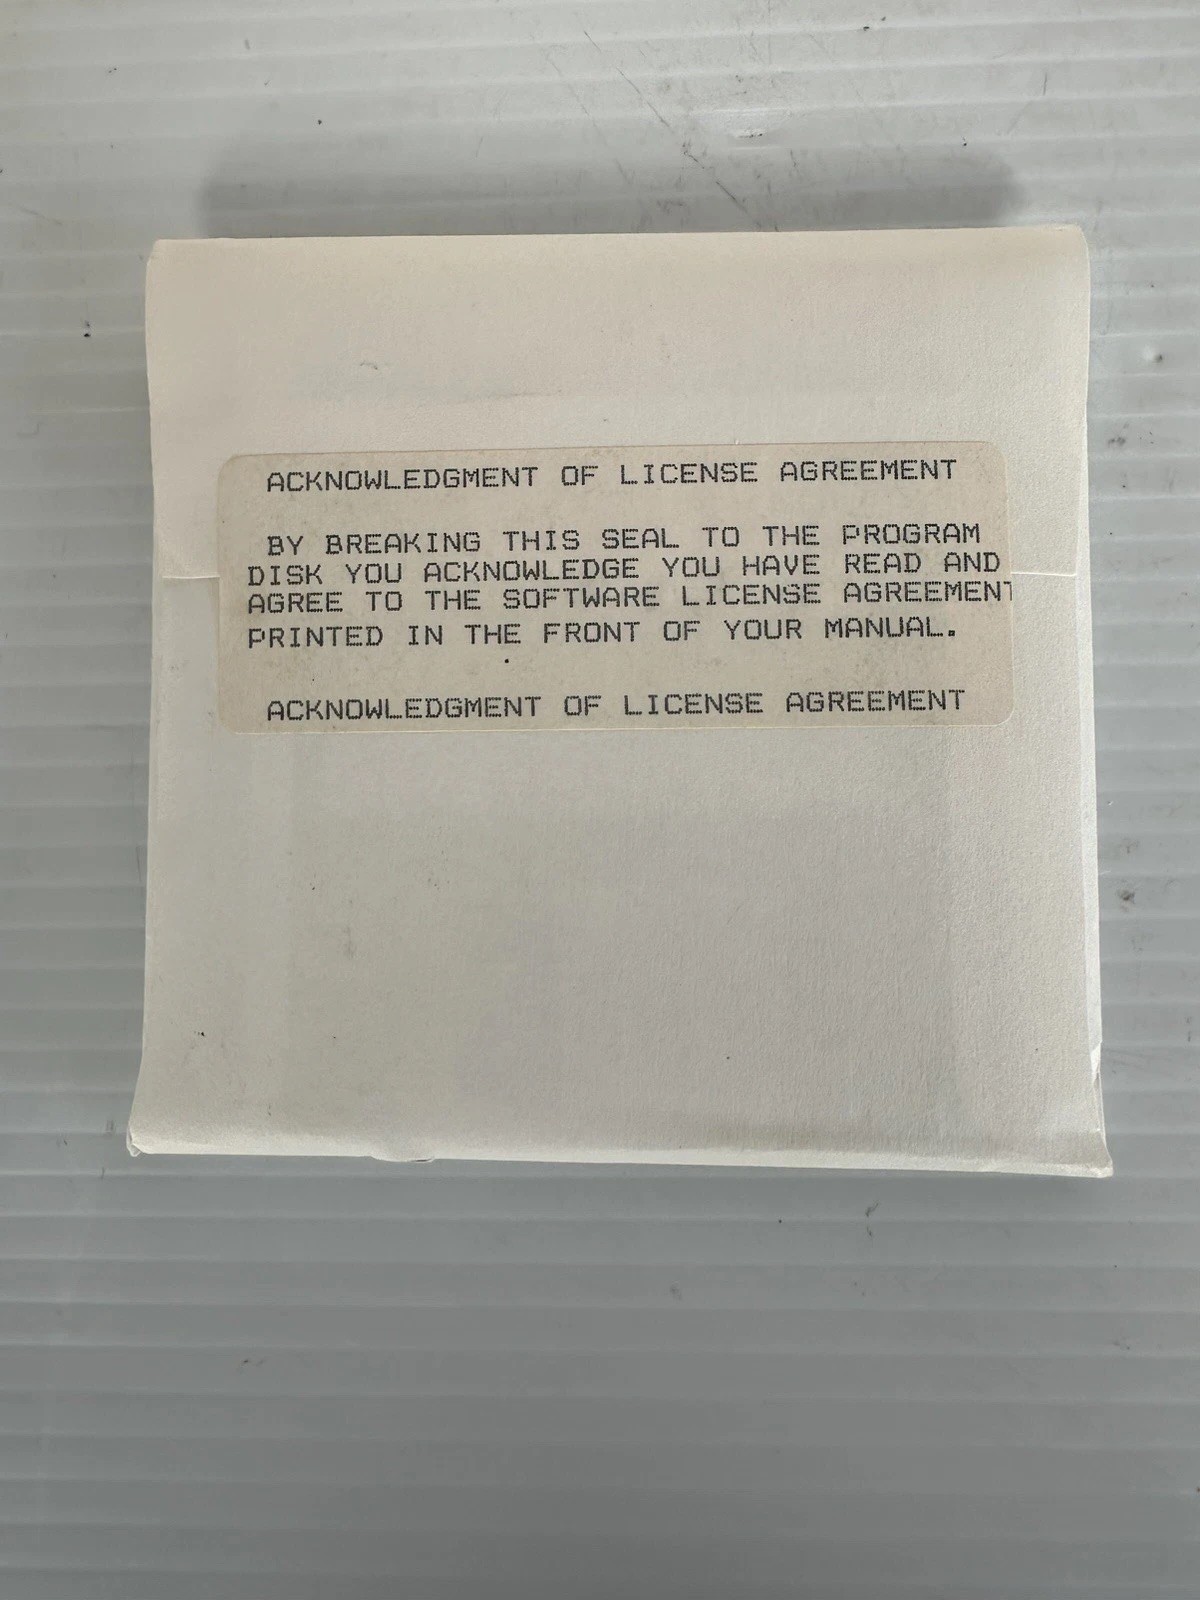 ACKNOWLEDGMENT OF LICENSE AGREEMENT
BY BREAKING THIS SEAL TO THE PROGRAM
DISK YOU ACKNOWLEDGE YOU HAVE READ AND
AGREE TO THE SOFTWARE LICENSE AGREEMENT
PRINTED IN THE FRONT OF YOUR MANUAL.
ACKNOWLEDGMENT OF LICENSE AGREEMENT